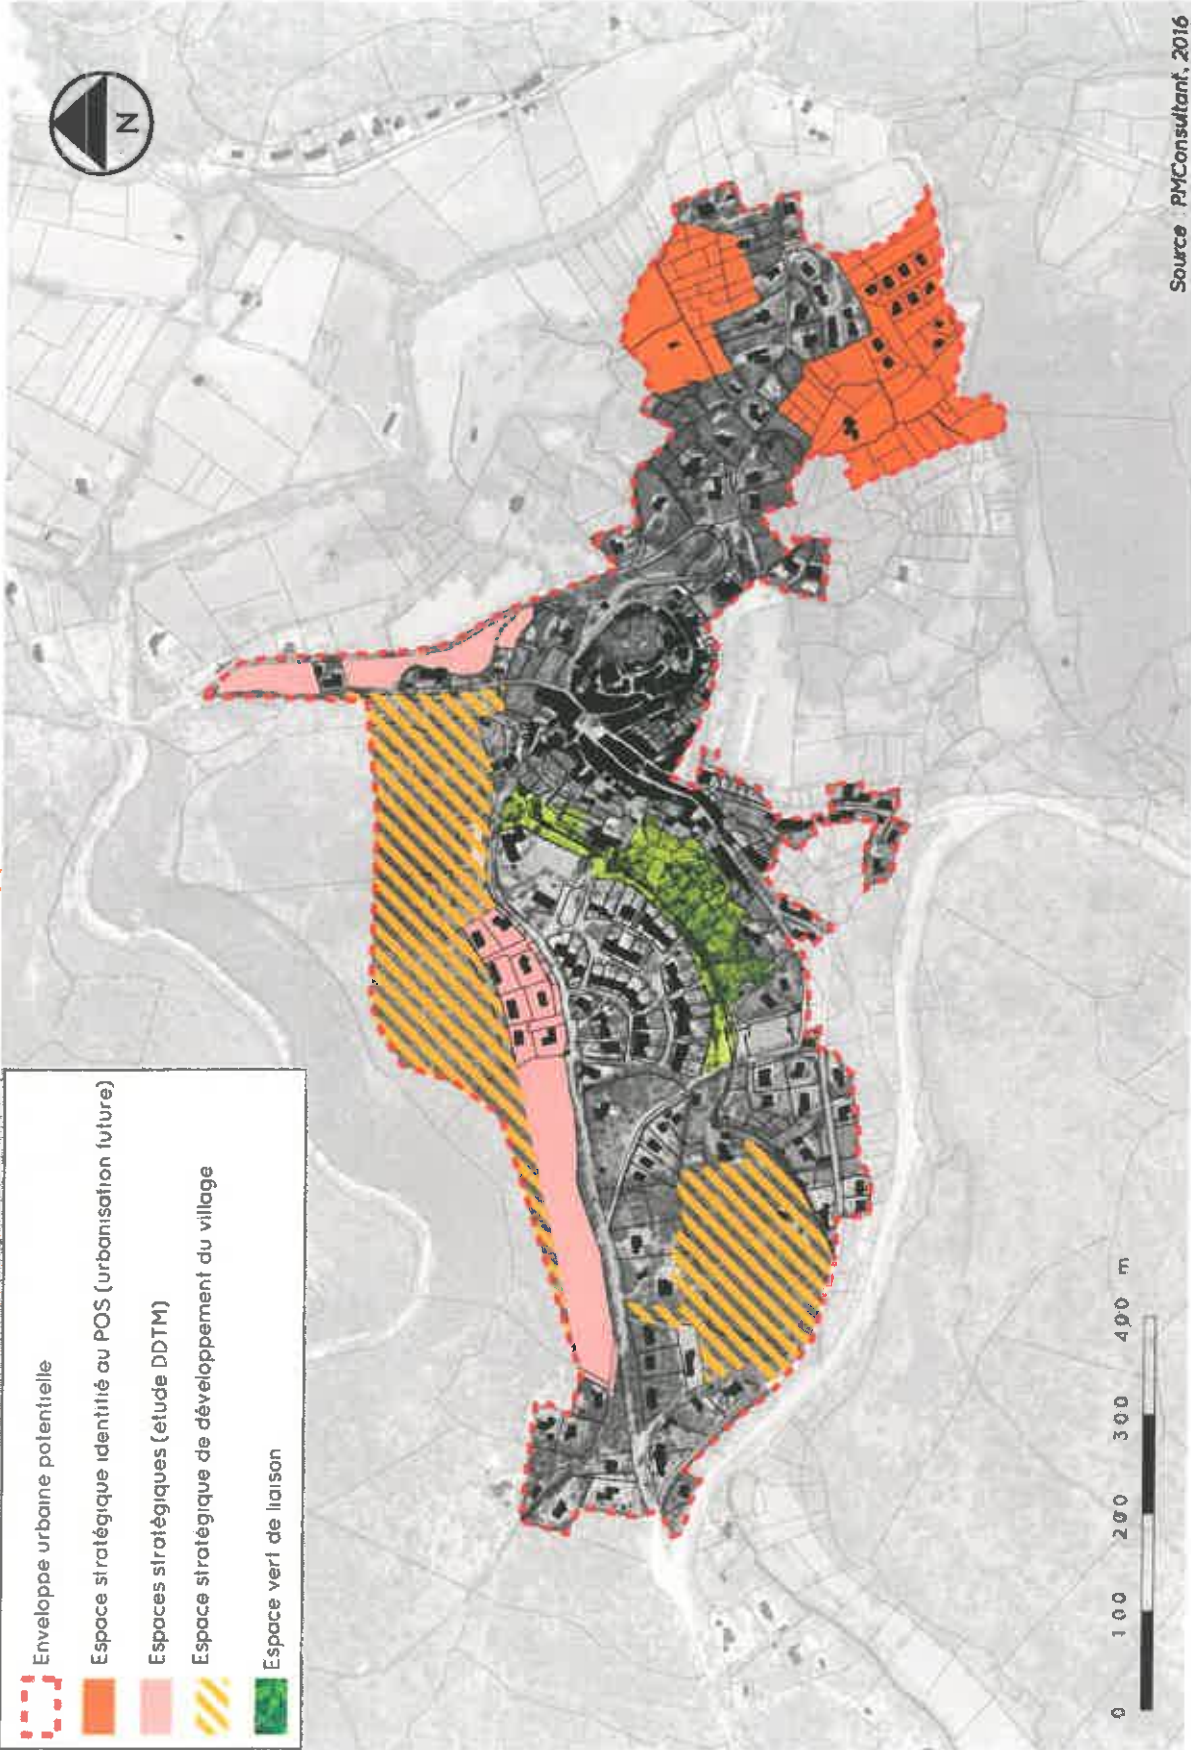 N
Enveloppe urbaine potentielle
Espace stratégique identifié au POS (urbanisation future)
Espaces stratégiques (étude DDTM)
Espace stratégique de développement du village
Espace vert de liaison
0 100 200 300 400 m
Source : PMConsultant, 2016